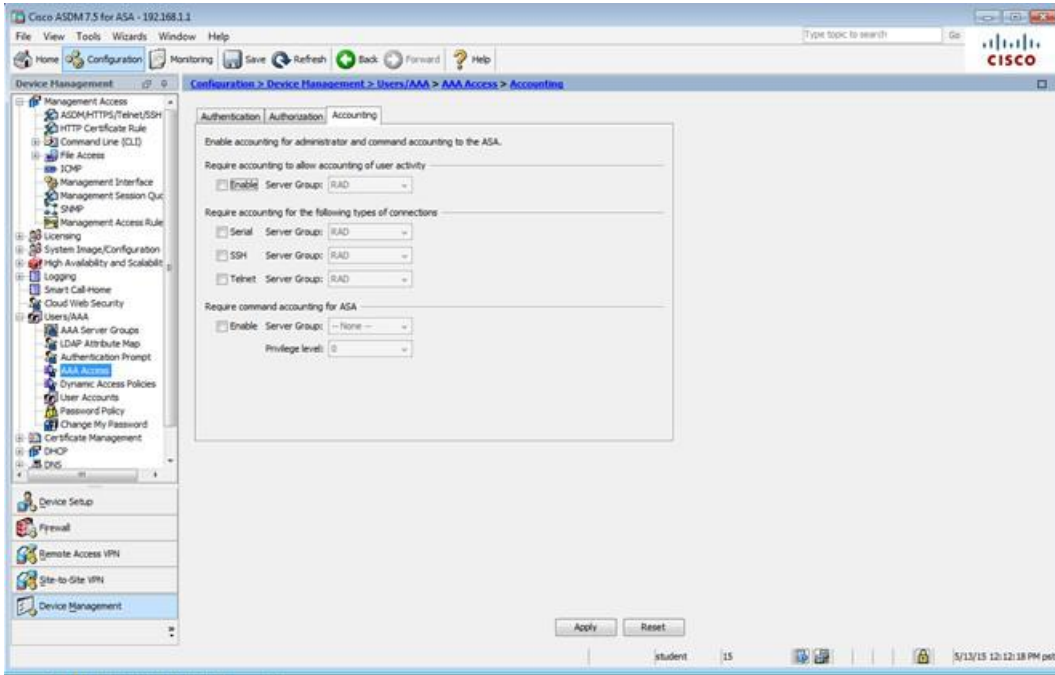 Cisco ASDM 7.5 for ASA - 192.168.1.1
File View Tools Wizards Window Help
Type topic to search Go
Home Configuration Monitoring Save Refresh Back Forward Help
CISCO
Device Management
Configuration > Device Management > Users/AAA > AAA Access > Accounting
Management Access
ASDM/HTTPS/Telnet/SSH
HTTP Certificate Rule
Command Line (CLI)
File Access
ICMP
Management Interface
Management Session Quo
SNMP
Management Access Rule
Licensing
System Image/Configuration
High Availability and Scalabilit
Logging
Smart Call-Home
Cloud Web Security
Users/AAA
AAA Server Groups
LDAP Attribute Map
Authentication Prompt
AAA Access
Dynamic Access Policies
User Accounts
Password Policy
Change My Password
Certificate Management
DHCP
DNS
Device Setup
Firewall
Remote Access VPN
Site-to-Site VPN
Device Management
Authentication Authorization Accounting
Enable accounting for administrator and command accounting to the ASA.
Require accounting to allow accounting of user activity
Enable Server Group: RAD
Require accounting for the following types of connections
Serial Server Group: RAD
SSH Server Group: RAD
Telnet Server Group: RAD
Require command accounting for ASA
Enable Server Group: -- None --
Privilege level: 0
Apply Reset
student 15 5/13/15 12:12:18 PM pst